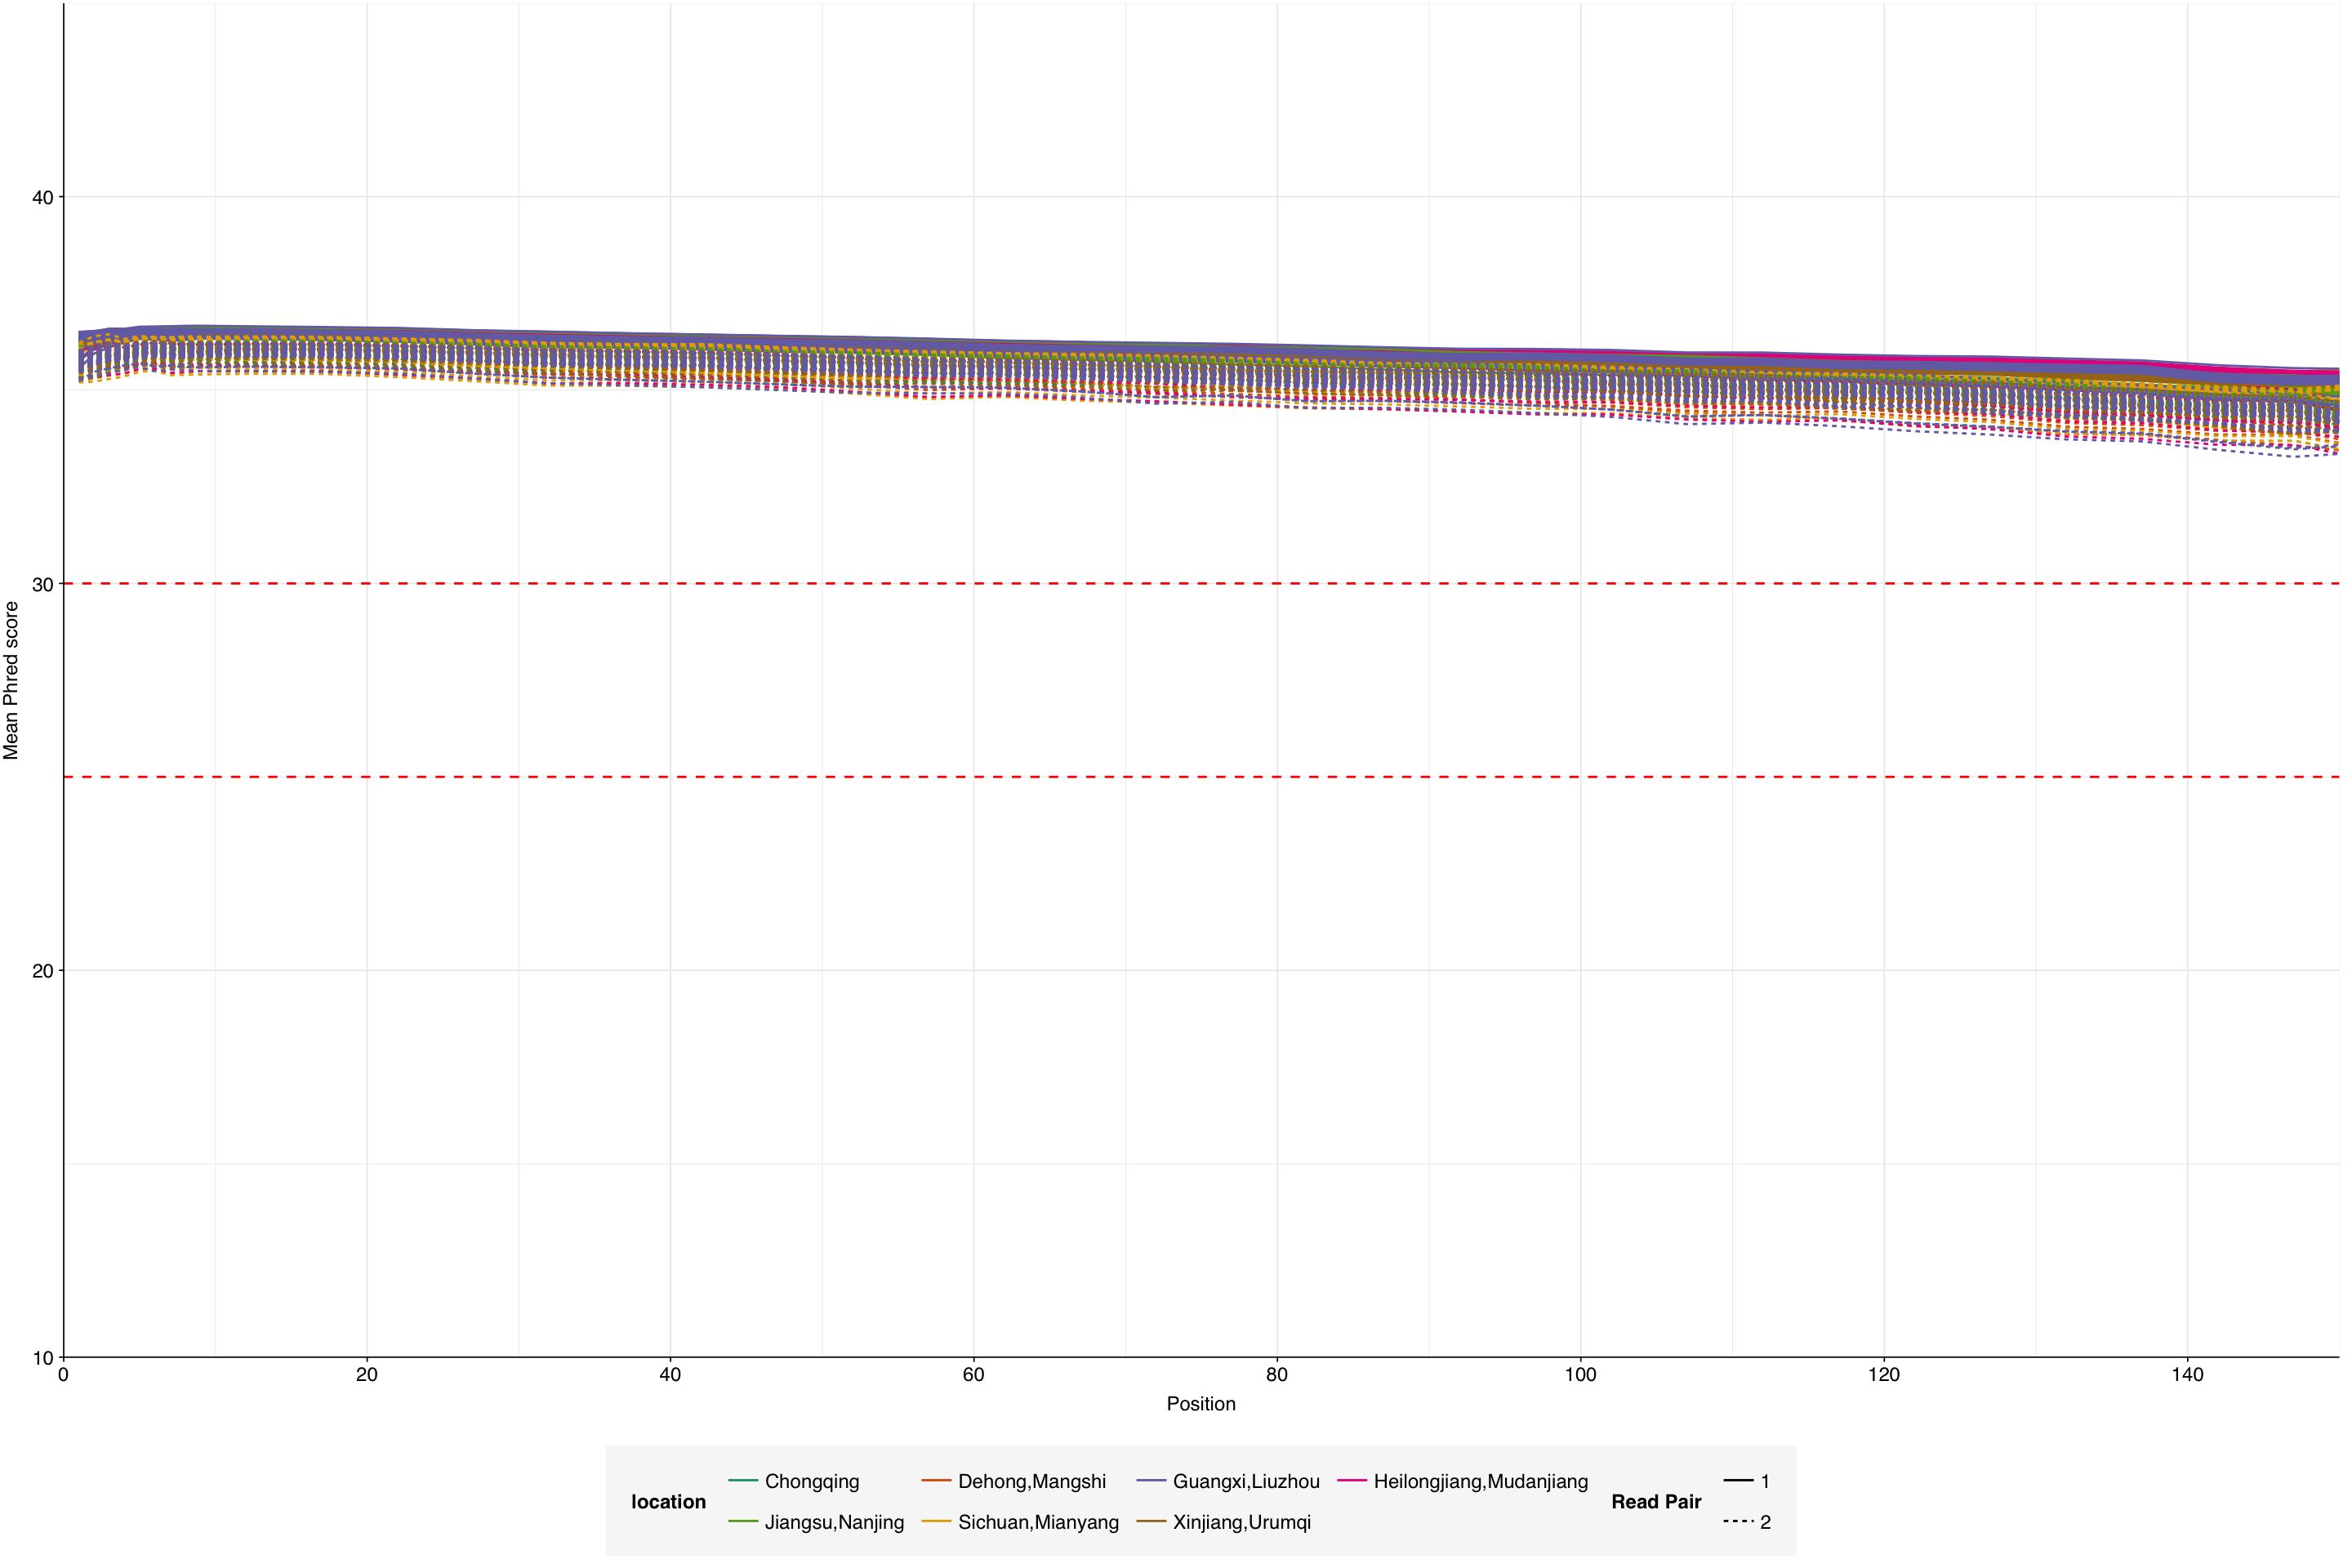 40
30
20
10
Mean Phred score
0 20 40 60 80 100 120 140
Position
location
Chongqing Dehong,Mangshi Guangxi,Liuzhou Heilongjiang,Mudanjiang
Jiangsu,Nanjing Sichuan,Mianyang Xinjiang,Urumqi
Read Pair
1
2